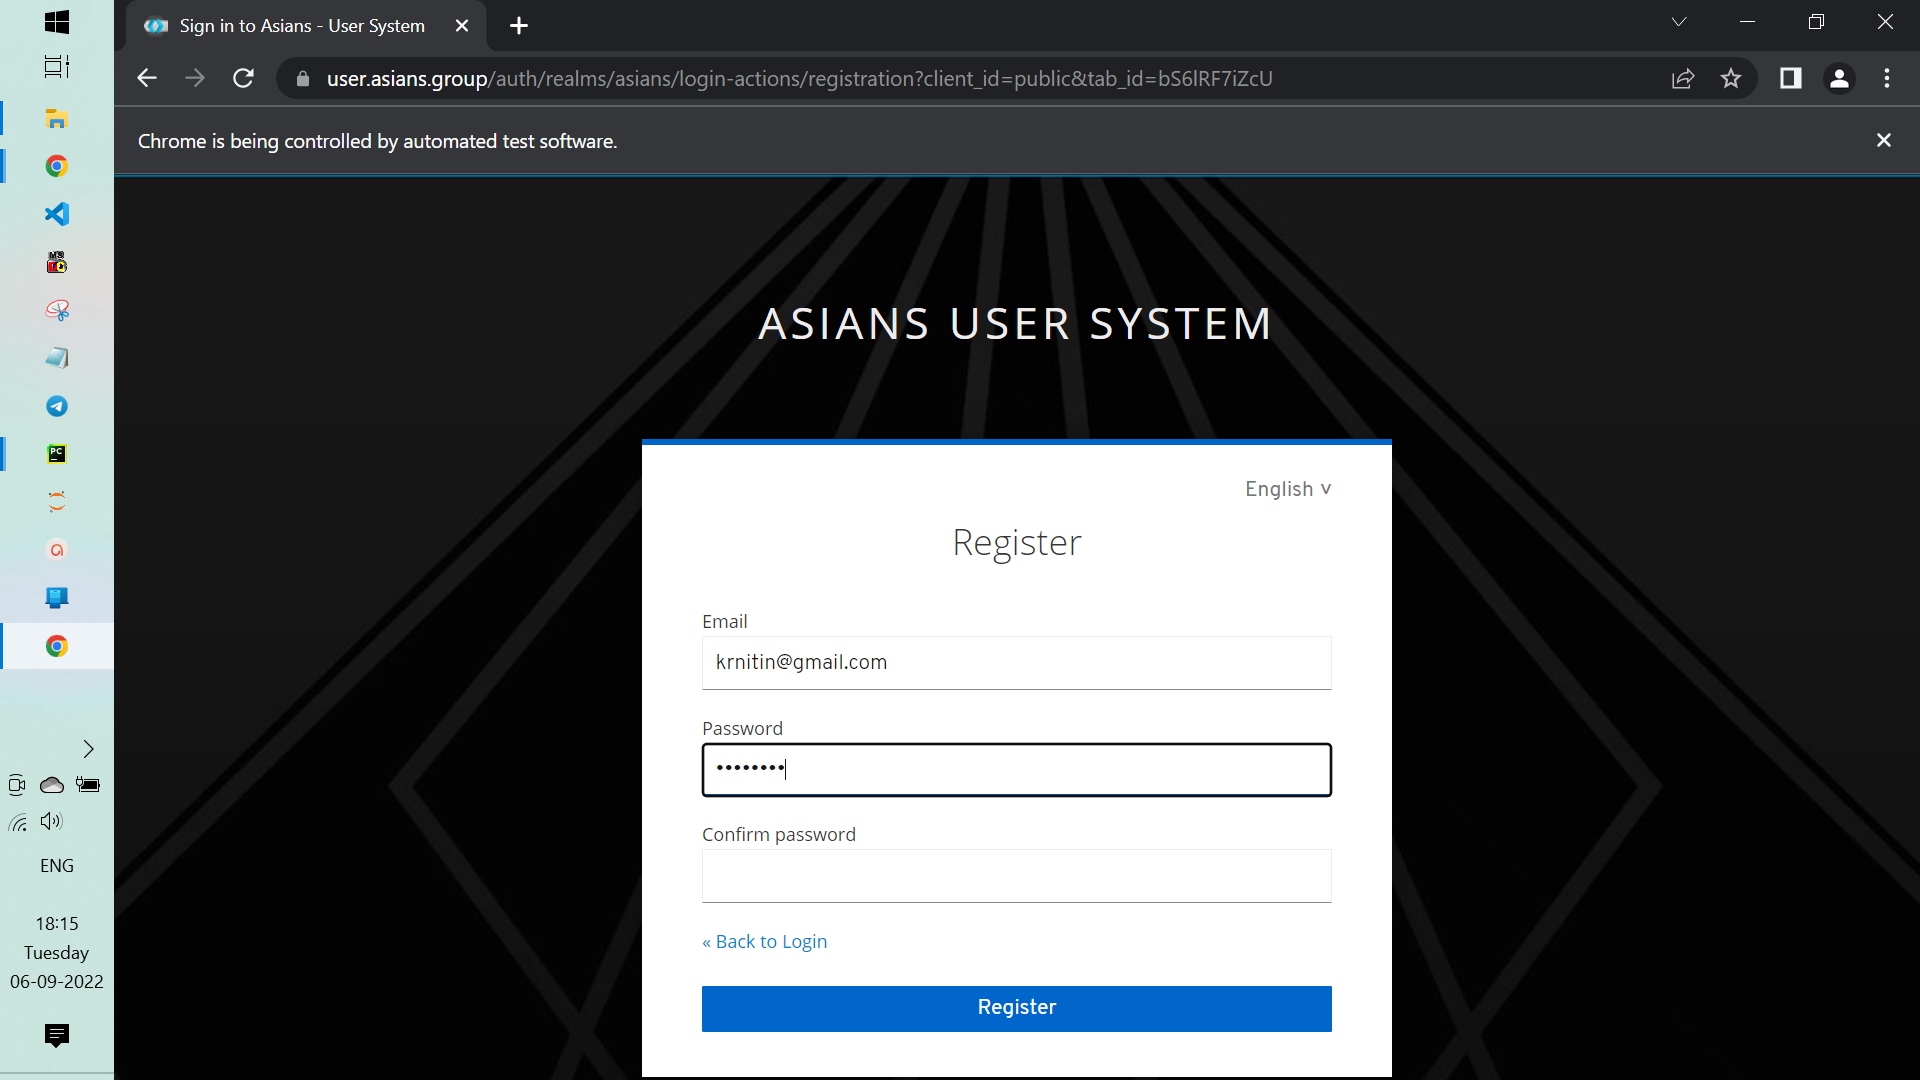 Sign in to Asians - User System
user.asians.group/auth/realms/asians/login-actions/registration?client_id=public&tab_id=bS6lRF7iZcU
Chrome is being controlled by automated test software.
ASIANS USER SYSTEM
English
Register
Email
krnitin@gmail.com
Password
••••••••
Confirm password
« Back to Login
Register
PC
ENG
18:15
Tuesday
06-09-2022